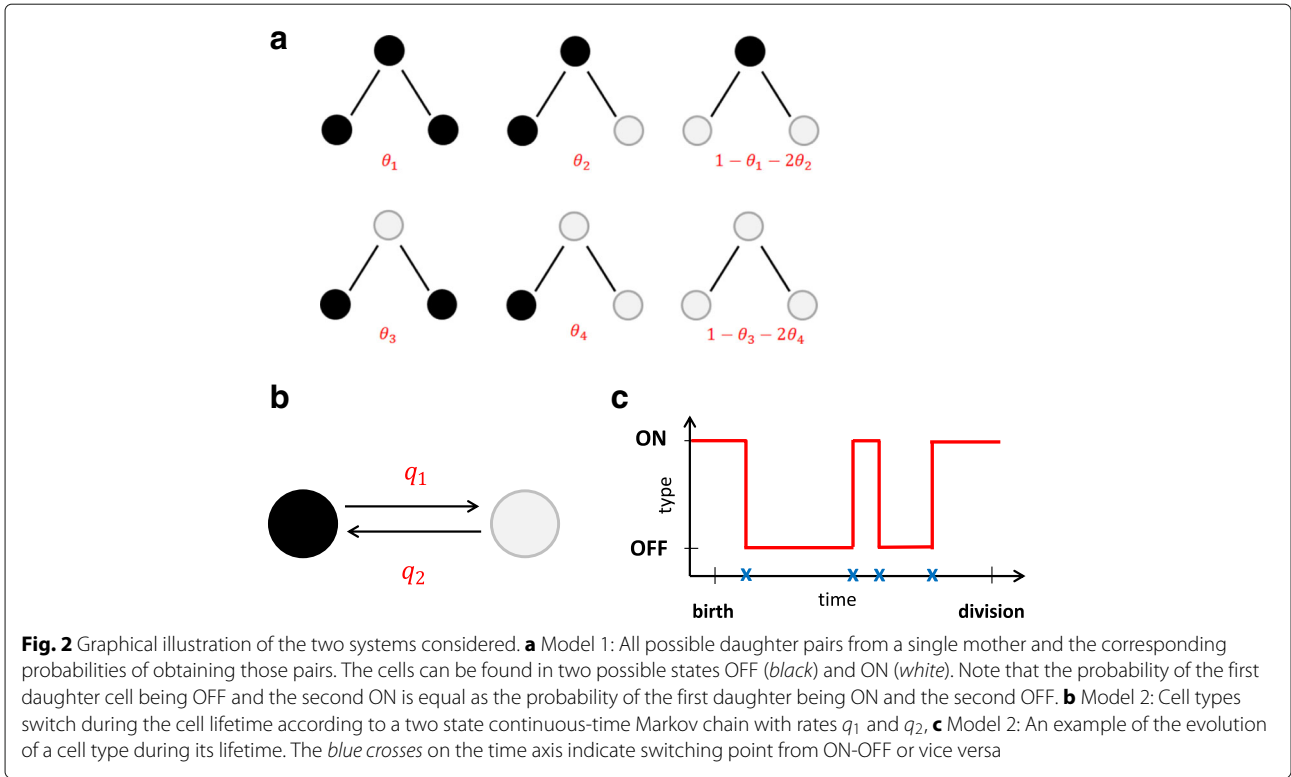 a
θ1 θ2 1 − θ1 − 2θ2
θ3 θ4 1 − θ3 − 2θ4
b
q1
q2
c
ON
type
OFF
x x x x
birth time division
Fig. 2 Graphical illustration of the two systems considered. a Model 1: All possible daughter pairs from a single mother and the corresponding
probabilities of obtaining those pairs. The cells can be found in two possible states OFF (black) and ON (white). Note that the probability of the first
daughter cell being OFF and the second ON is equal as the probability of the first daughter being ON and the second OFF. b Model 2: Cell types
switch during the cell lifetime according to a two state continuous-time Markov chain with rates q1 and q2, c Model 2: An example of the evolution
of a cell type during its lifetime. The blue crosses on the time axis indicate switching point from ON-OFF or vice versa